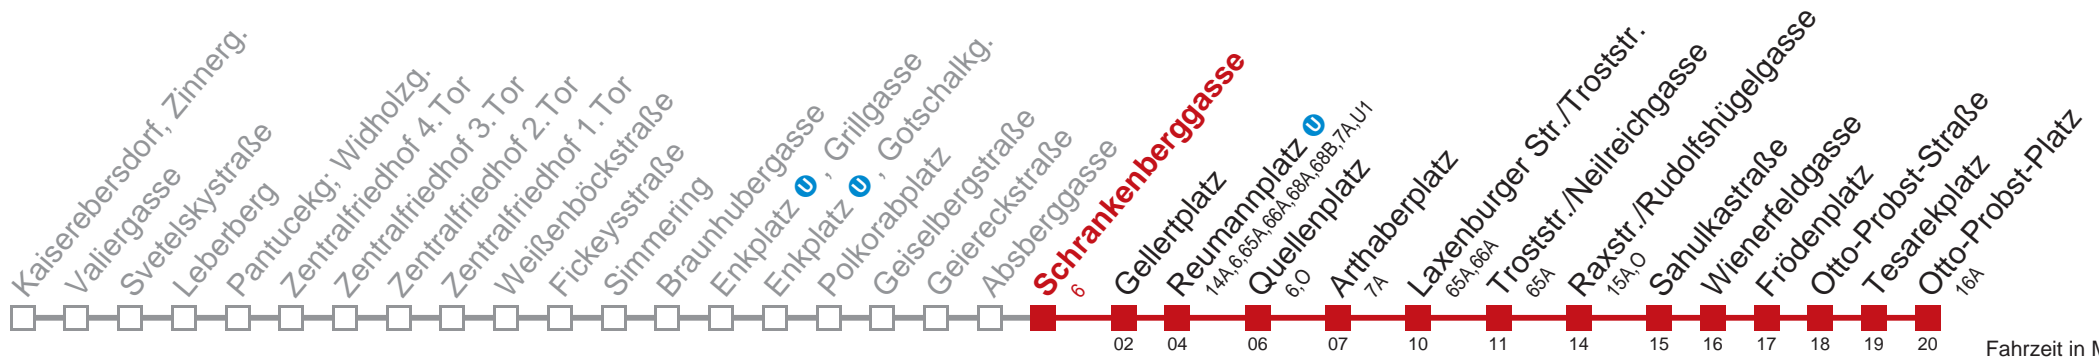 Kaiserebersdorf, Zinnerg.
Valiergasse
Svetelskystraße
Leberberg
Pantucekg; Widholzg.
Zentralfriedhof 4.Tor
Zentralfriedhof 3.Tor
Zentralfriedhof 2.Tor
Zentralfriedhof 1.Tor
Weißenböckstraße
Fickeysstraße
Simmering
Braunhubergasse
Enkplatz U , Grillgasse
Enkplatz U , Gotschalkg.
Polkorabplatz
Geiselbergstraße
Geiereckstraße
Absberggasse
Schrankenberggasse
6
Gellertplatz
Reumannplatz U
14A,6,65A,66A,68A,68B,7A,U1
Quellenplatz
6,O
Arthaberplatz
7A
Laxenburger Str./Troststr.
65A,66A
Troststr./Neilreichgasse
65A
Raxstr./Rudolfshügelgasse
15A,O
Sahulkastraße
Wienerfeldgasse
Frödenplatz
Otto-Probst-Straße
Tesarekplatz
Otto-Probst-Platz
16A
02 04 06 07 10 11 14 15 16 17 18 19 20
Fahrzeit in M